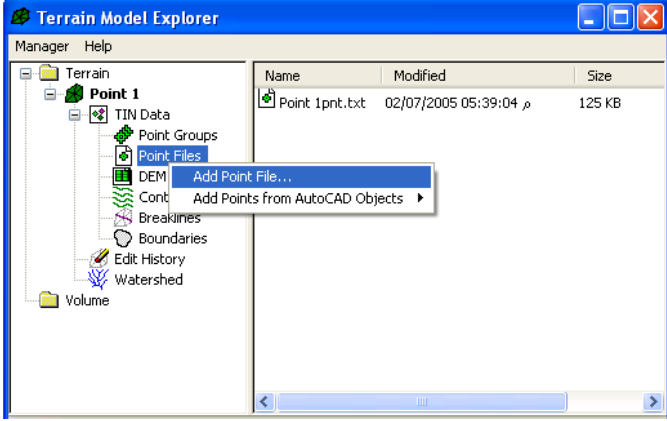 Terrain Model Explorer
Manager Help
Terrain
Point 1
TIN Data
Point Groups
Point Files
DEM
Cont
Breaklines
Boundaries
Edit History
Watershed
Volume
Add Point File...
Add Points from AutoCAD Objects
Name Modified Size
Point 1pnt.txt 02/07/2005 05:39:04 م 125 KB